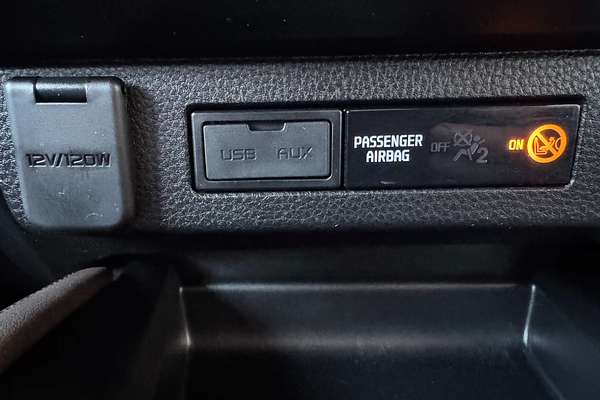 12V/120W
USB AUX
PASSENGER
AIRBAG
OFF 2
ON